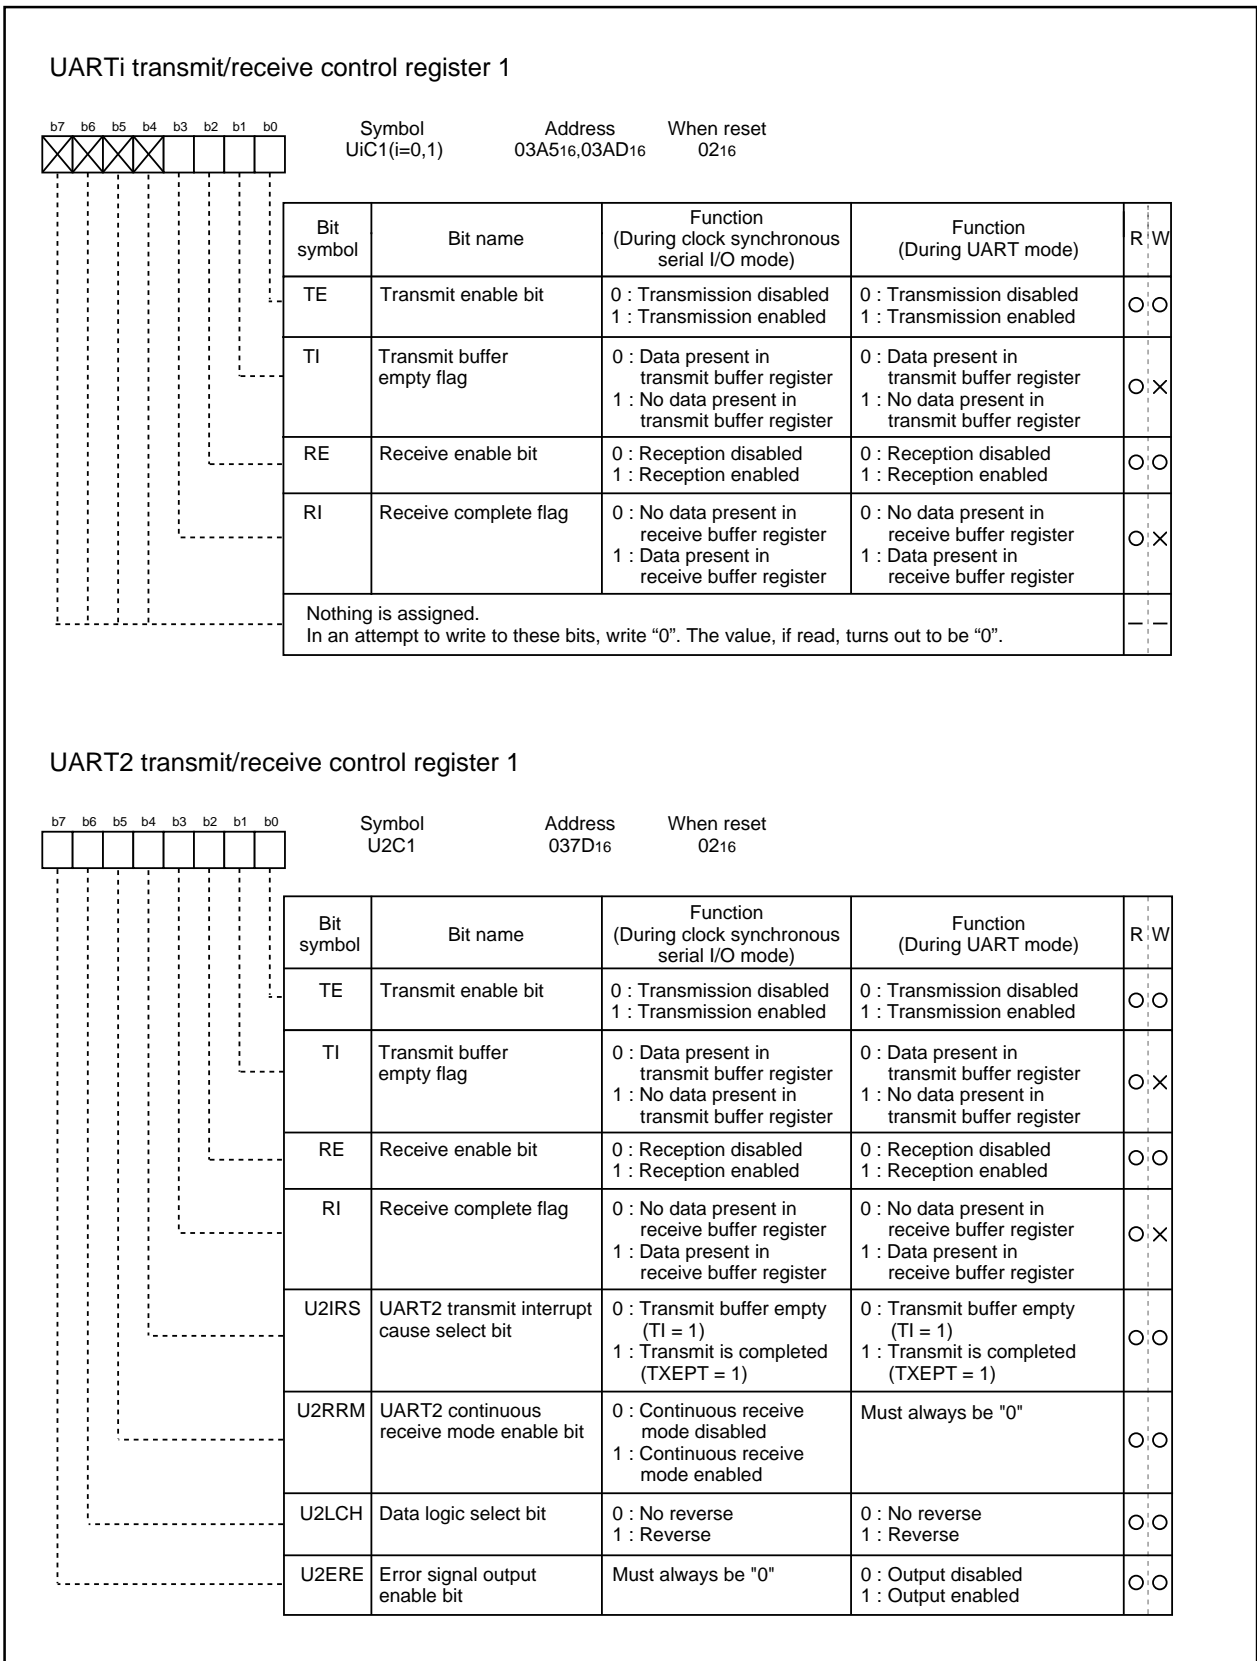 UARTi transmit/receive control register 1
b7 b6 b5 b4 b3 b2 b1 b0
Symbol Address When reset
UiC1(i=0,1) 03A516,03AD16 0216
Bit symbol Bit name Function (During clock synchronous serial I/O mode) Function (During UART mode) R W
TE Transmit enable bit 0 : Transmission disabled 0 : Transmission disabled
1 : Transmission enabled 1 : Transmission enabled
TI Transmit buffer 0 : Data present in 0 : Data present in
empty flag transmit buffer register transmit buffer register
1 : No data present in 1 : No data present in
transmit buffer register transmit buffer register
RE Receive enable bit 0 : Reception disabled 0 : Reception disabled
1 : Reception enabled 1 : Reception enabled
RI Receive complete flag 0 : No data present in 0 : No data present in
receive buffer register receive buffer register
1 : Data present in 1 : Data present in
receive buffer register receive buffer register
Nothing is assigned.
In an attempt to write to these bits, write “0”. The value, if read, turns out to be “0”.
UART2 transmit/receive control register 1
b7 b6 b5 b4 b3 b2 b1 b0
Symbol Address When reset
U2C1 037D16 0216
Bit symbol Bit name Function (During clock synchronous serial I/O mode) Function (During UART mode) R W
TE Transmit enable bit 0 : Transmission disabled 0 : Transmission disabled
1 : Transmission enabled 1 : Transmission enabled
TI Transmit buffer 0 : Data present in 0 : Data present in
empty flag transmit buffer register transmit buffer register
1 : No data present in 1 : No data present in
transmit buffer register transmit buffer register
RE Receive enable bit 0 : Reception disabled 0 : Reception disabled
1 : Reception enabled 1 : Reception enabled
RI Receive complete flag 0 : No data present in 0 : No data present in
receive buffer register receive buffer register
1 : Data present in 1 : Data present in
receive buffer register receive buffer register
U2IRS UART2 transmit interrupt 0 : Transmit buffer empty 0 : Transmit buffer empty
cause select bit (TI = 1) (TI = 1)
1 : Transmit is completed 1 : Transmit is completed
(TXEPT = 1) (TXEPT = 1)
U2RRM UART2 continuous 0 : Continuous receive Must always be "0"
receive mode enable bit mode disabled
1 : Continuous receive
mode enabled
U2LCH Data logic select bit 0 : No reverse 0 : No reverse
1 : Reverse 1 : Reverse
U2ERE Error signal output Must always be "0" 0 : Output disabled
enable bit 1 : Output enabled